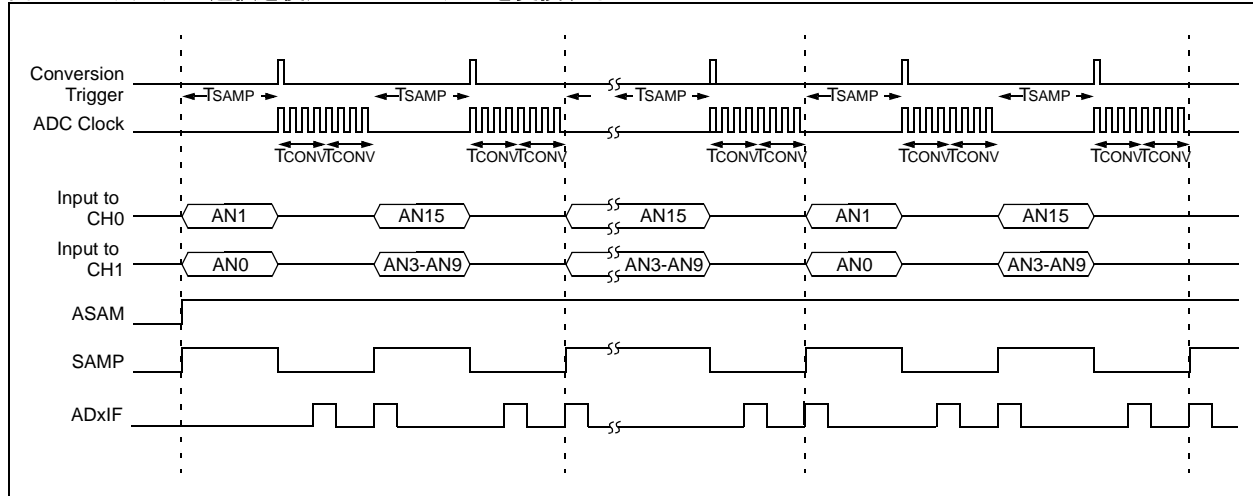 Conversion
Trigger
TSAMP TSAMP TSAMP TSAMP TSAMP
ADC Clock
TCONV TCONV TCONV TCONV TCONV TCONV TCONV TCONV TCONV TCONV
Input to
CH0
AN1 AN15 AN15 AN1 AN15
Input to
CH1
AN0 AN3-AN9 AN3-AN9 AN0 AN3-AN9
ASAM
SAMP
ADxIF